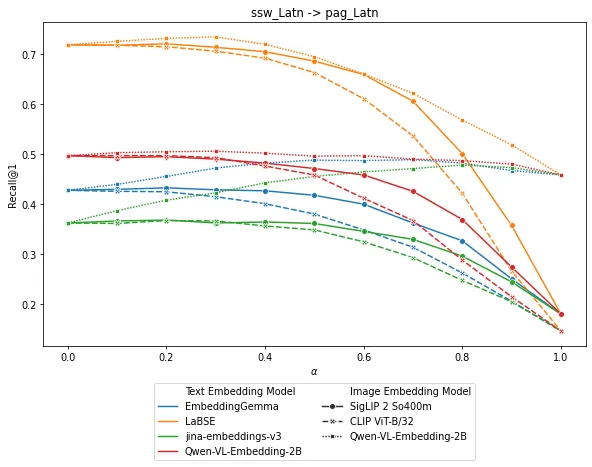 ssw_Latn -> pag_Latn
Recall@1
0.7
0.6
0.5
0.4
0.3
0.2
0.0 0.2 0.4 0.6 0.8 1.0
α
Text Embedding Model Image Embedding Model
EmbeddingGemma SigLIP 2 So400m
LaBSE CLIP ViT-B/32
jina-embeddings-v3 Qwen-VL-Embedding-2B
Qwen-VL-Embedding-2B